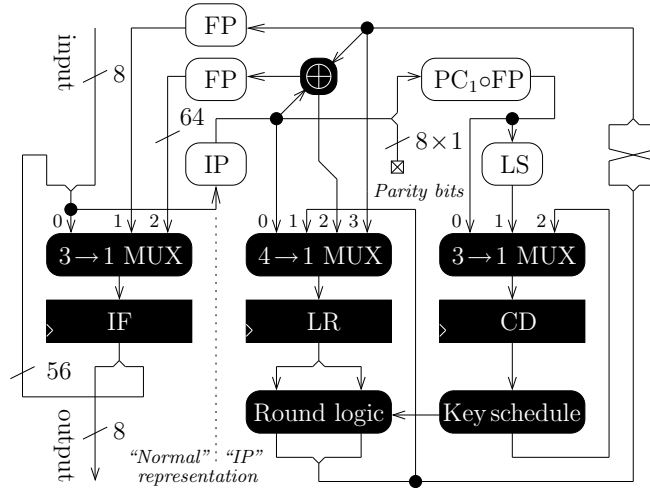 input
8
FP
FP
64
IP
⊕
PC₁∘FP
8×1
Parity bits
LS
0 1 2
0 1 2 3
0 1 2
3→1 MUX
4→1 MUX
3→1 MUX
IF
LR
CD
56
Round logic
Key schedule
output
8
“Normal” “IP”
representation